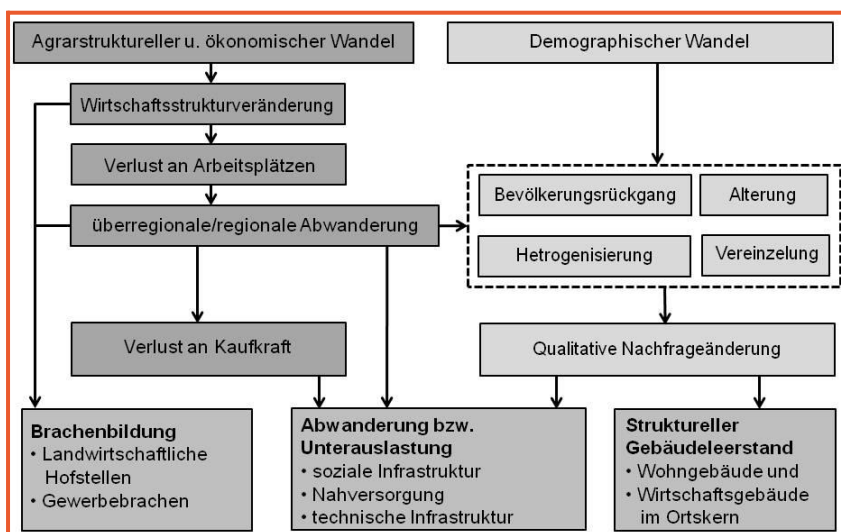 Agrarstruktureller u. ökonomischer Wandel
Demographischer Wandel
Wirtschaftsstrukturveränderung
Verlust an Arbeitsplätzen
überregionale/regionale Abwanderung
Bevölkerungsrückgang
Alterung
Hetrogenisierung
Vereinzelung
Verlust an Kaufkraft
Qualitative Nachfrageänderung
Brachenbildung
• Landwirtschaftliche
Hofstellen
• Gewerbebrachen
Abwanderung bzw.
Unterauslastung
• soziale Infrastruktur
• Nahversorgung
• technische Infrastruktur
Struktureller
Gebäudeleerstand
• Wohngebäude und
• Wirtschaftsgebäude
im Ortskern